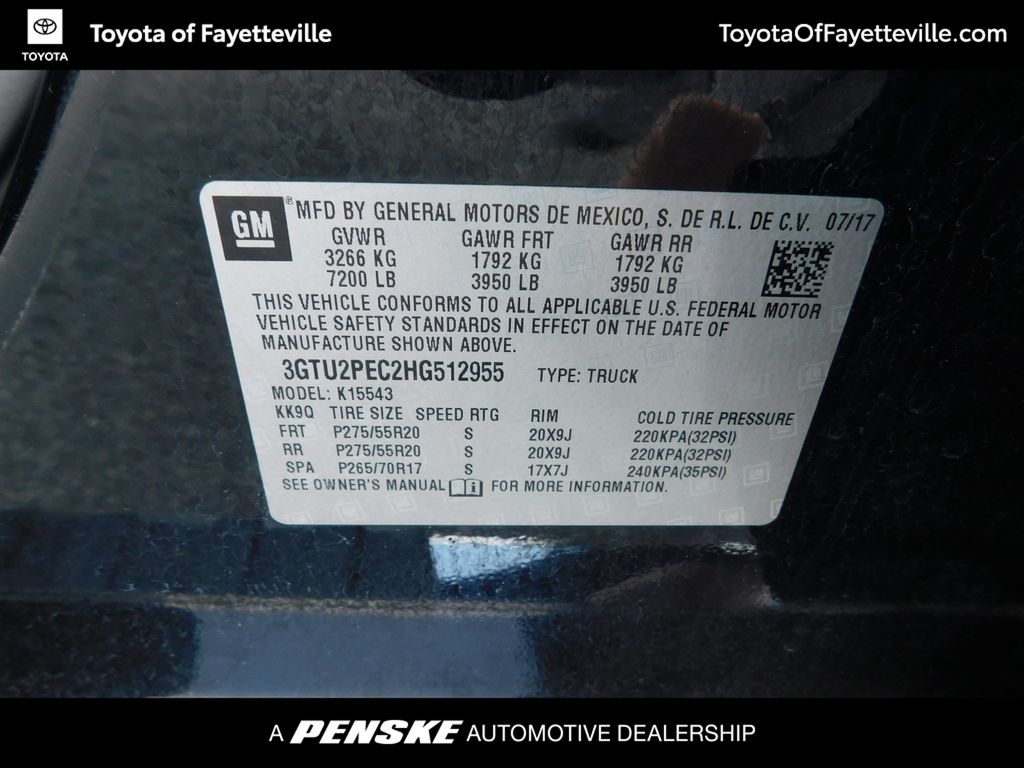 TOYOTA
Toyota of Fayetteville
ToyotaOfFayetteville.com
GM® MFD BY GENERAL MOTORS DE MEXICO, S. DE R.L. DE C.V. 07/17
GVWR GAWR FRT GAWR RR
3266 KG 1792 KG 1792 KG
7200 LB 3950 LB 3950 LB
THIS VEHICLE CONFORMS TO ALL APPLICABLE U.S. FEDERAL MOTOR
VEHICLE SAFETY STANDARDS IN EFFECT ON THE DATE OF
MANUFACTURE SHOWN ABOVE.
3GTU2PEC2HG512955 TYPE: TRUCK
MODEL: K15543
KK9Q TIRE SIZE SPEED RTG RIM COLD TIRE PRESSURE
FRT P275/55R20 S 20X9J 220KPA(32PSI)
RR P275/55R20 S 20X9J 220KPA(32PSI)
SPA P265/70R17 S 17X7J 240KPA(35PSI)
SEE OWNER'S MANUAL i FOR MORE INFORMATION.
A PENSKE AUTOMOTIVE DEALERSHIP